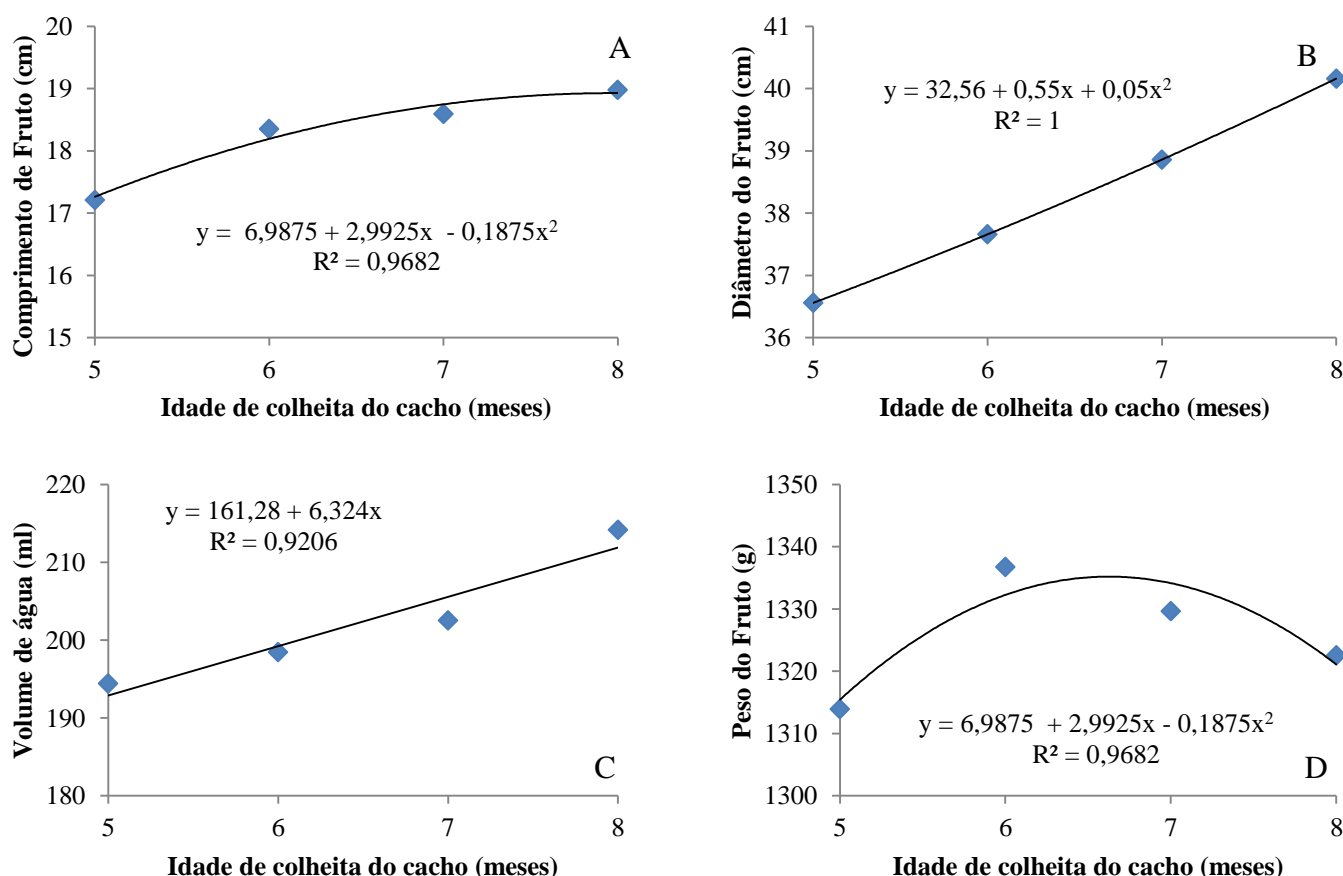 Comprimento de Fruto (cm)
20
19
18
17
16
15
A
y = 6,9875 + 2,9925x - 0,1875x²
R² = 0,9682
5 6 7 8
Idade de colheita do cacho (meses)
Diâmetro do Fruto (cm)
41
40
39
38
37
36
B
y = 32,56 + 0,55x + 0,05x²
R² = 1
5 6 7 8
Idade de colheita do cacho (meses)
Volume de água (ml)
220
210
200
190
180
y = 161,28 + 6,324x
R² = 0,9206
C
5 6 7 8
Idade de colheita do cacho (meses)
Peso do Fruto (g)
1350
1340
1330
1320
1310
1300
y = 6,9875 + 2,9925x - 0,1875x²
R² = 0,9682
D
5 6 7 8
Idade de colheita do cacho (meses)